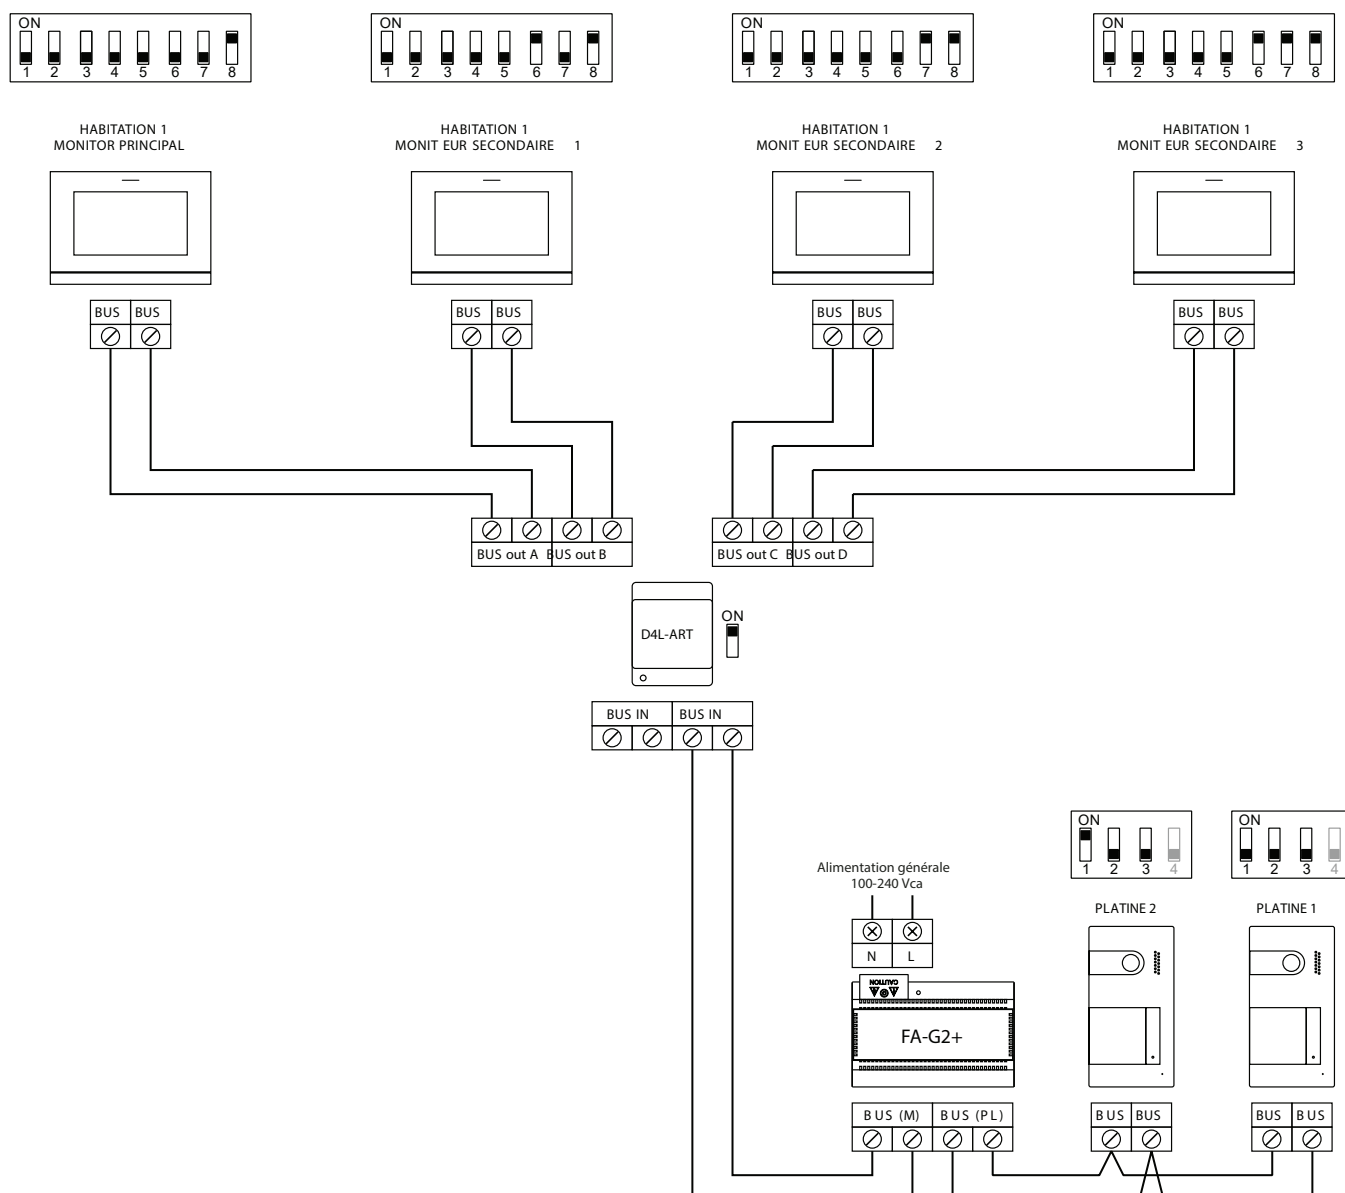 ON
1 2 3 4 5 6 7 8
ON
1 2 3 4 5 6 7 8
ON
1 2 3 4 5 6 7 8
ON
1 2 3 4 5 6 7 8
HABITATION 1
MONITOR PRINCIPAL
HABITATION 1
MONIT EUR SECONDAIRE 1
HABITATION 1
MONIT EUR SECONDAIRE 2
HABITATION 1
MONIT EUR SECONDAIRE 3
BUS BUS
BUS BUS
BUS BUS
BUS BUS
BUS out A BUS out B
BUS out C BUS out D
D4L-ART
ON
BUS IN BUS IN
ON
1 2 3 4
ON
1 2 3 4
Alimentation générale
100-240 Vca
N L
PLATINE 2
PLATINE 1
CAUTION
FA-G2+
BUS (M) BUS (PL)
BUS BUS
BUS BUS